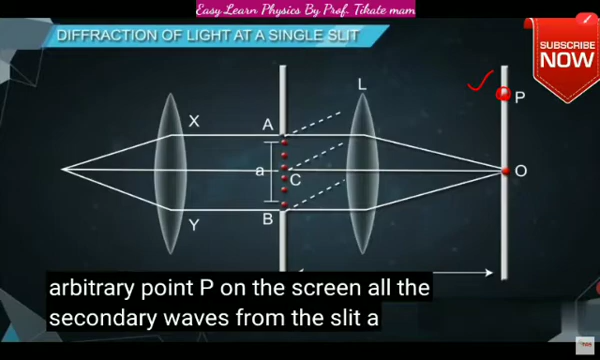 Easy Learn Physics By Prof. Tikate mam
DIFFRACTION OF LIGHT AT A SINGLE SLIT
SUBSCRIBE
NOW
L
P
X
A
a
C
O
B
Y
arbitrary point P on the screen all the
secondary waves from the slit a